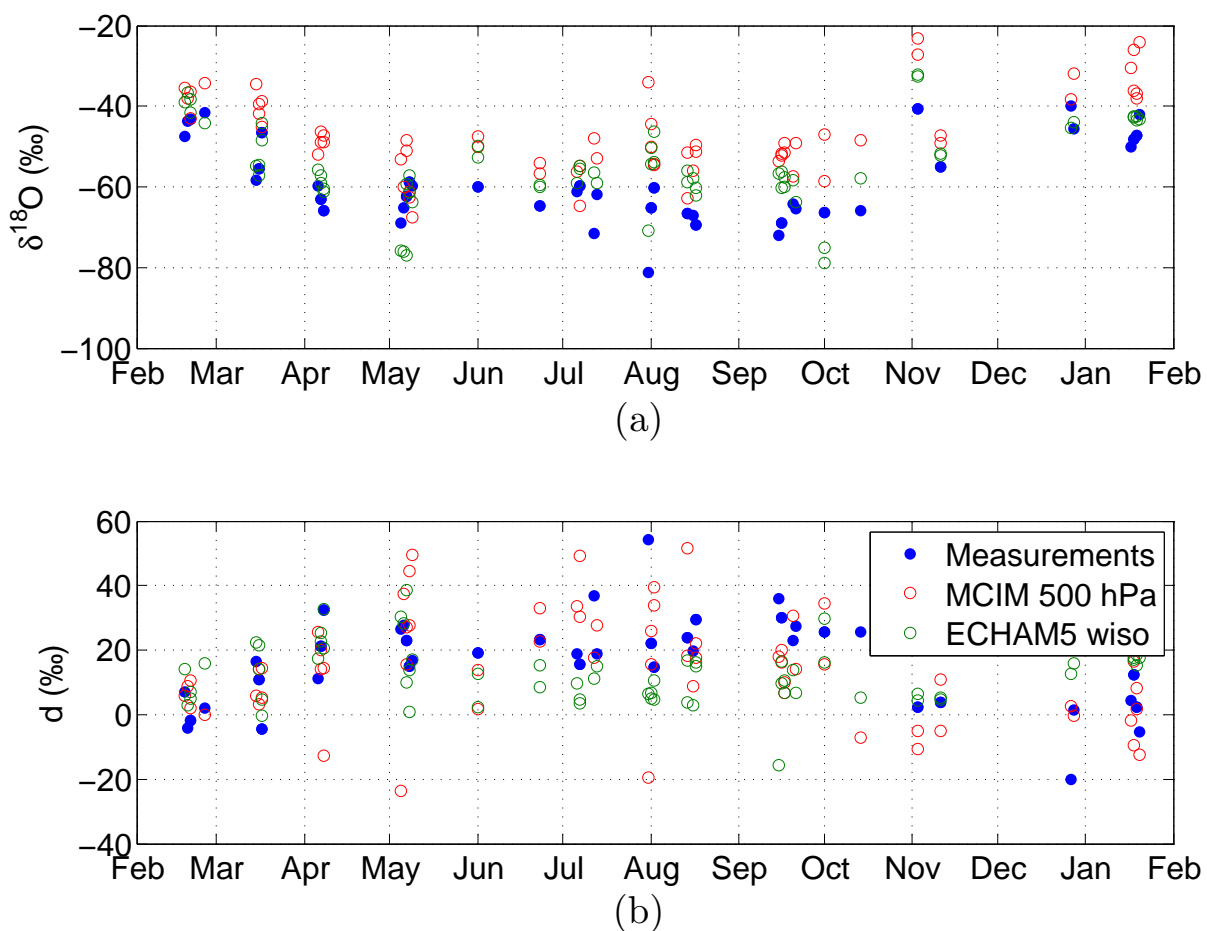 δ¹⁸O (‰)
−20
−40
−60
−80
−100
Feb Mar Apr May Jun Jul Aug Sep Oct Nov Dec Jan Feb
(a)
d (‰)
60
40
20
0
−20
−40
Measurements
MCIM 500 hPa
ECHAM5 wiso
Feb Mar Apr May Jun Jul Aug Sep Oct Nov Dec Jan Feb
(b)